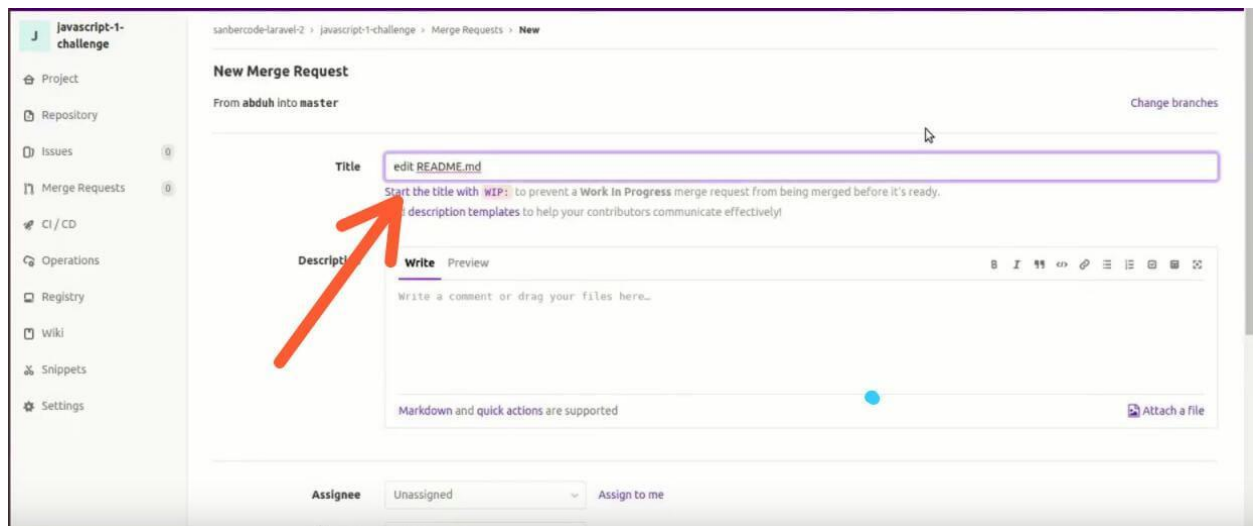 J
javascript-1-
challenge
Project
Repository
Issues 0
Merge Requests 0
CI / CD
Operations
Registry
Wiki
Snippets
Settings
sanbercode-laravel-2 › javascript-1-challenge › Merge Requests › New
New Merge Request
From abduh into master
Change branches
Title
edit README.md
Start the title with WIP: to prevent a Work In Progress merge request from being merged before it's ready.
description templates to help your contributors communicate effectively!
Description
Write Preview
B I
Write a comment or drag your files here…
Markdown and quick actions are supported
Attach a file
Assignee
Unassigned
Assign to me